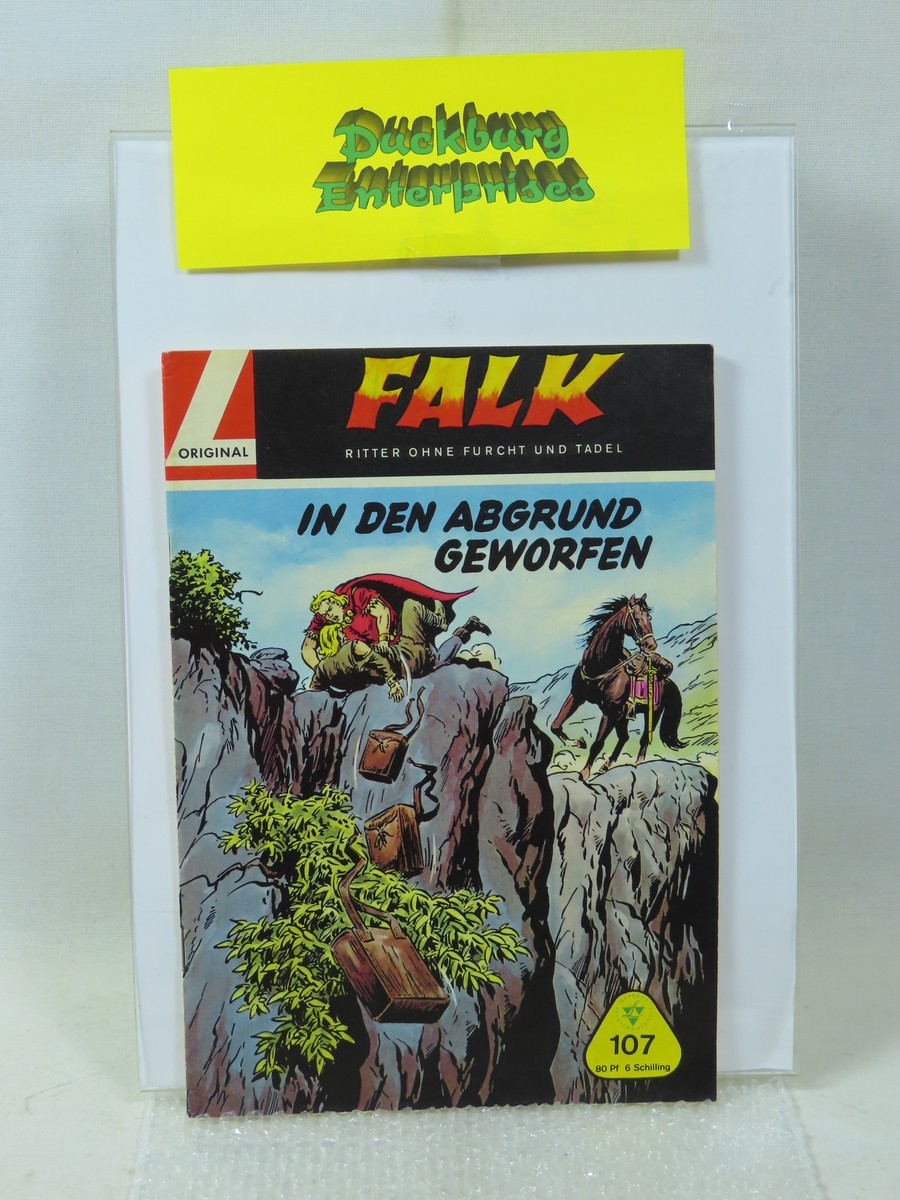 Duckburg
Enterprises
L
ORIGINAL
FALK
RITTER OHNE FURCHT UND TADEL
IN DEN ABGRUND
GEWORFEN
107
80 Pf 6 Schilling